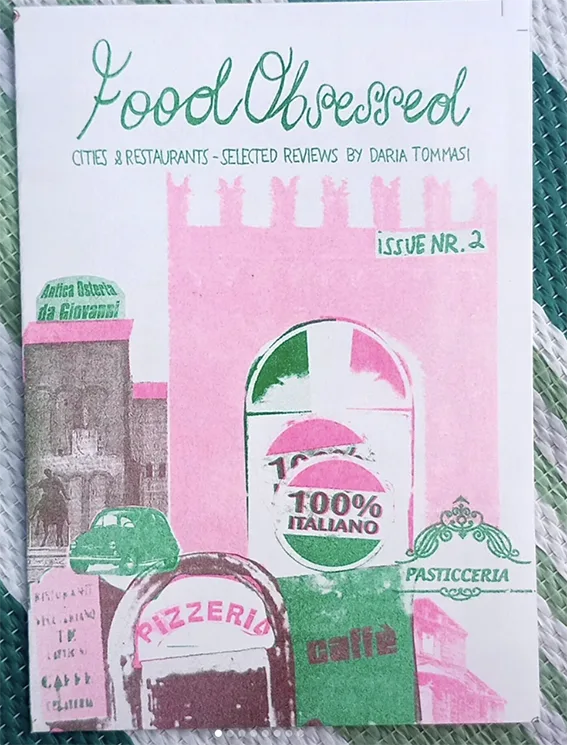 Food Obsessed
CITIES & RESTAURANTS - SELECTED REVIEWS BY DARIA TOMMASI
ISSUE NR. 2
Antica Osteria
da Giovanni
100%
ITALIANO
PASTICCERIA
PIZZERIA
caffè
CAFFE